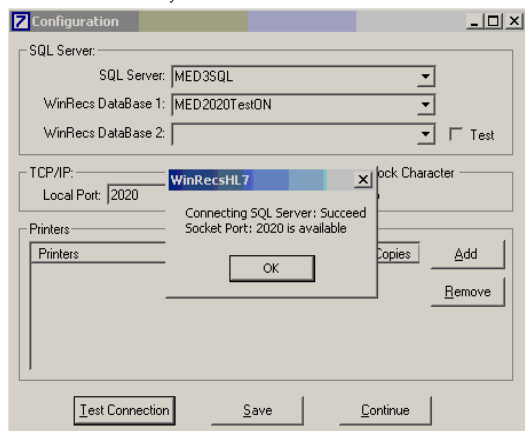 Configuration
SQL Server:
SQL Server: MED3SQL
WinRecs DataBase 1: MED2020TestON
WinRecs DataBase 2:
Test
TCP/IP:
ock Character
Local Port: 2020
WinRecsHL7
Connecting SQL Server: Succeed
Socket Port: 2020 is available
OK
Printers
Printers
Copies
Add
Remove
Test Connection
Save
Continue